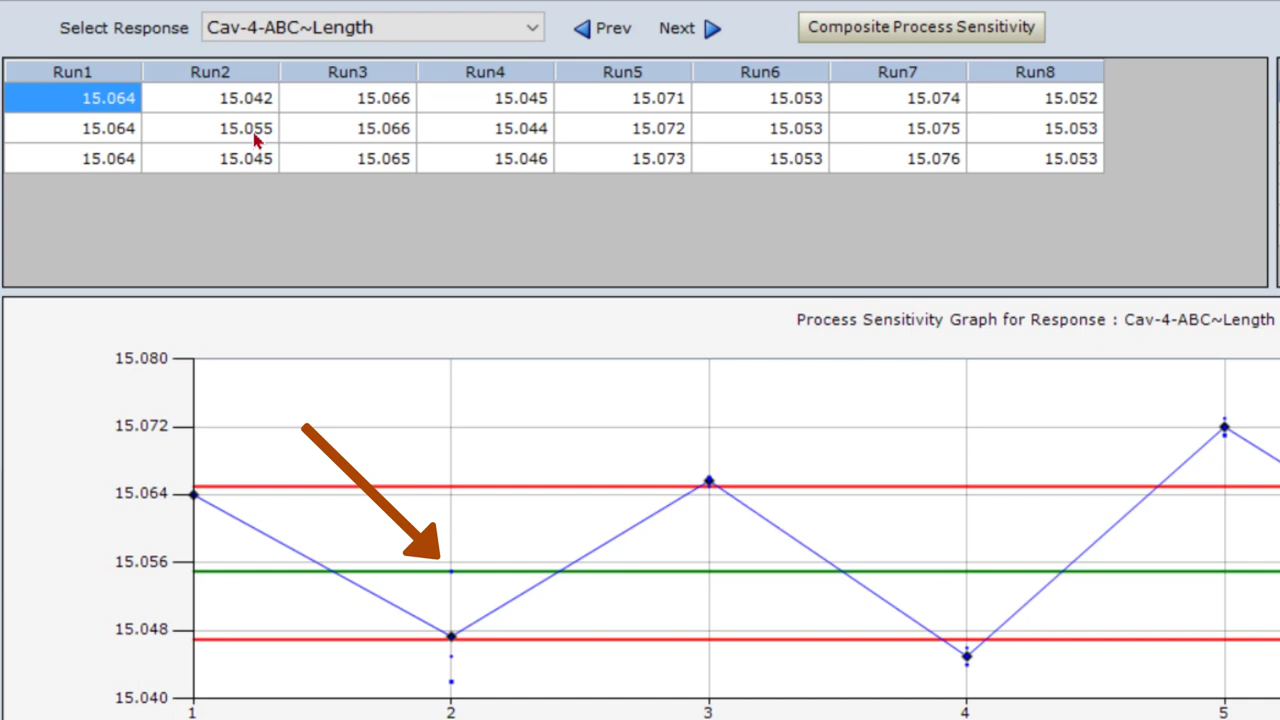 Select Response Cav-4-ABC~Length Prev Next Composite Process Sensitivity
Run1 Run2 Run3 Run4 Run5 Run6 Run7 Run8
15.064 15.042 15.066 15.045 15.071 15.053 15.074 15.052
15.064 15.055 15.066 15.044 15.072 15.053 15.075 15.053
15.064 15.045 15.065 15.046 15.073 15.053 15.076 15.053
Process Sensitivity Graph for Response : Cav-4-ABC~Length
15.080
15.072
15.064
15.056
15.048
15.040
1 2 3 4 5